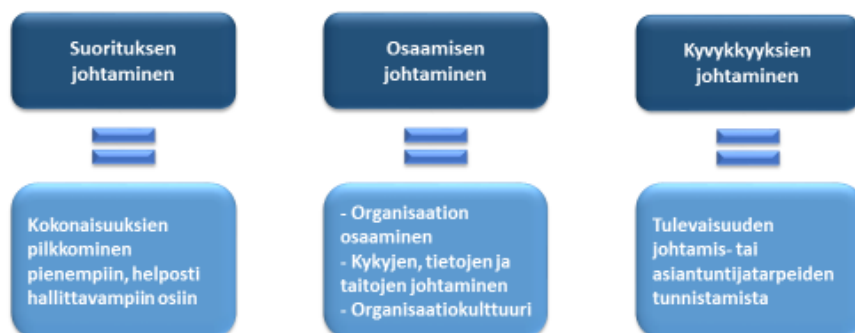 Suorituksen
johtaminen
Osaamisen
johtaminen
Kyvykkyyksien
johtaminen
Kokonaisuuksien
pilkkominen
pienempiin, helposti
hallittavampiin osiin
- Organisaation
osaaminen
- Kykyjen, tietojen ja
taitojen johtaminen
- Organisaatiokulttuuri
Tulevaisuuden
johtamis- tai
asiantuntijatarpeiden
tunnistamista